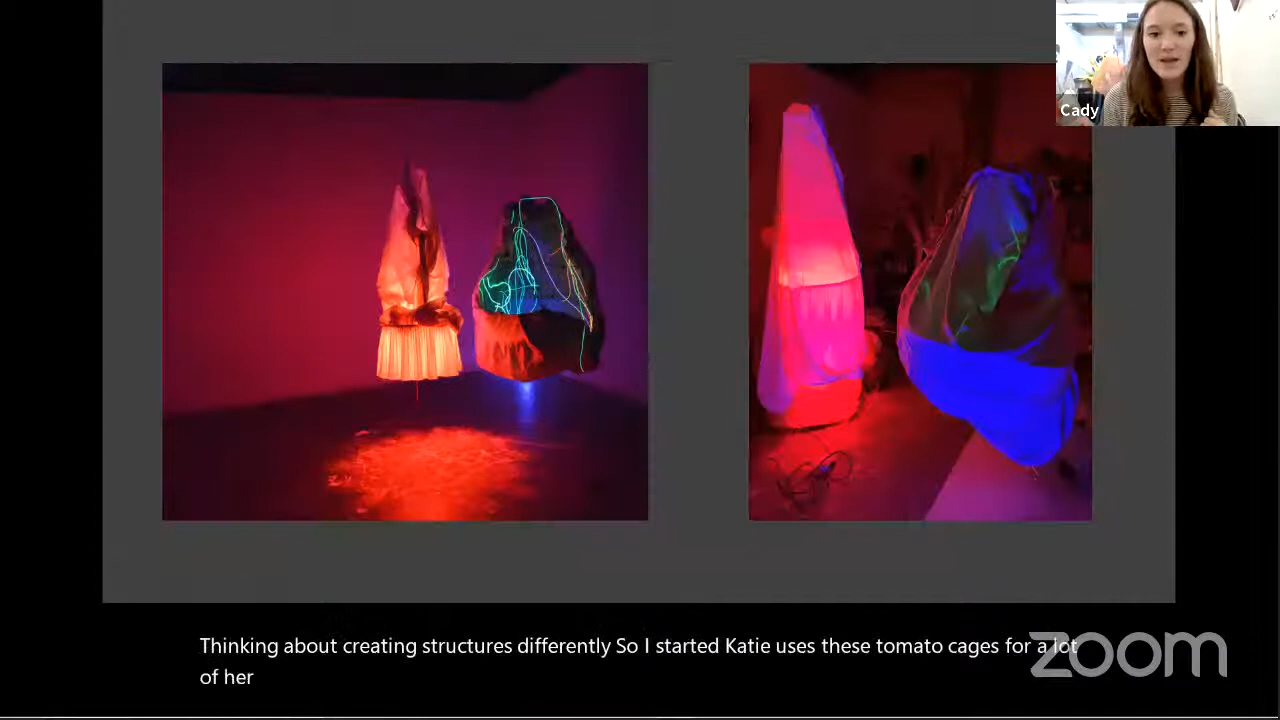 Cady
Thinking about creating structures differently So I started Katie uses these tomato cages for a lot
of her
zoom